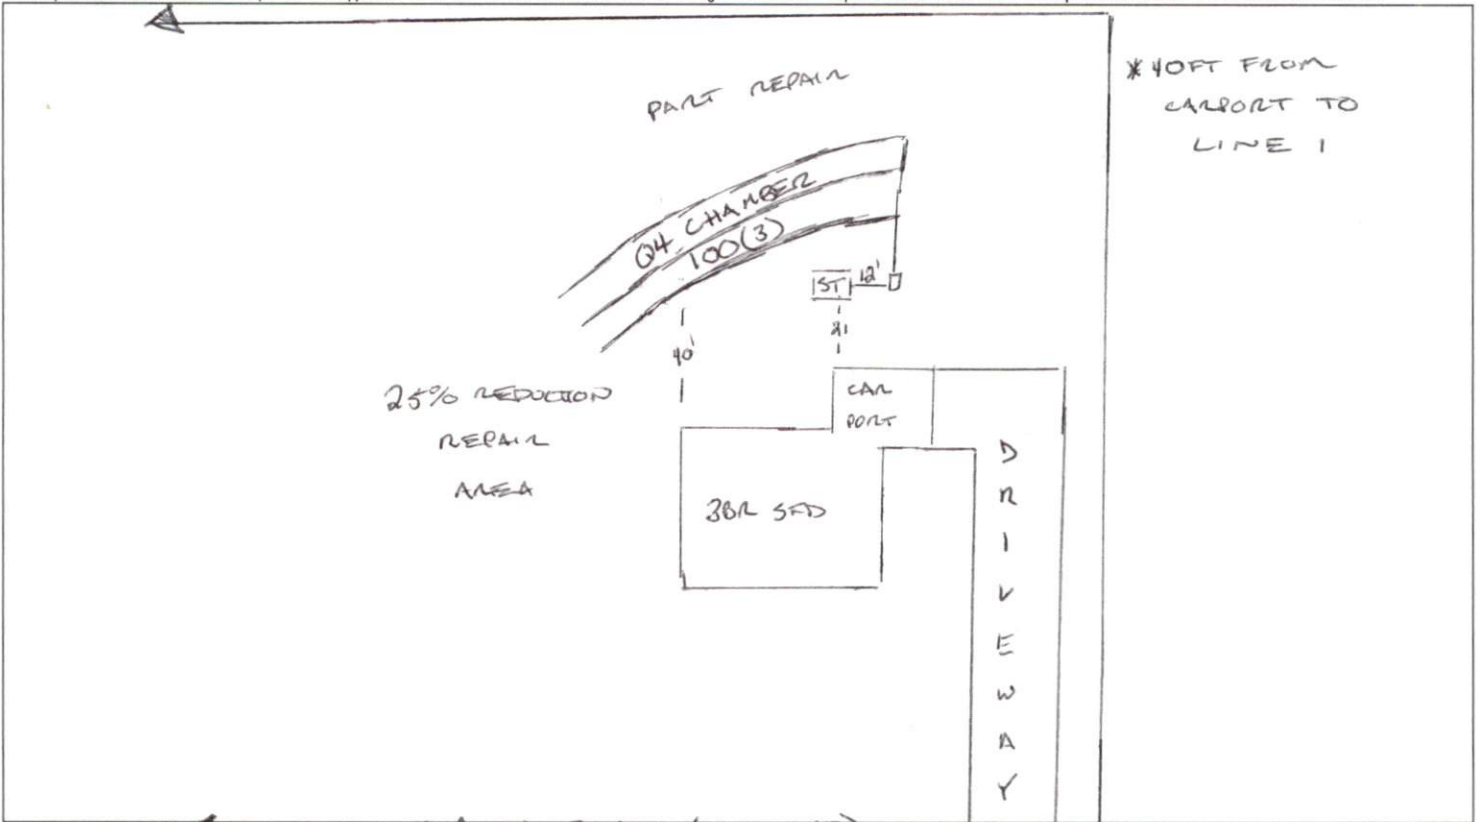 PART REPAIR
*40FT FROM
CARPORT TO
LINE 1
Q4 CHAMBER
100(3)
ST
12'
40'
25% REDUCTION
REPAIR
AREA
CAR
PORT
3BR SFD
D
R
I
V
E
W
A
Y